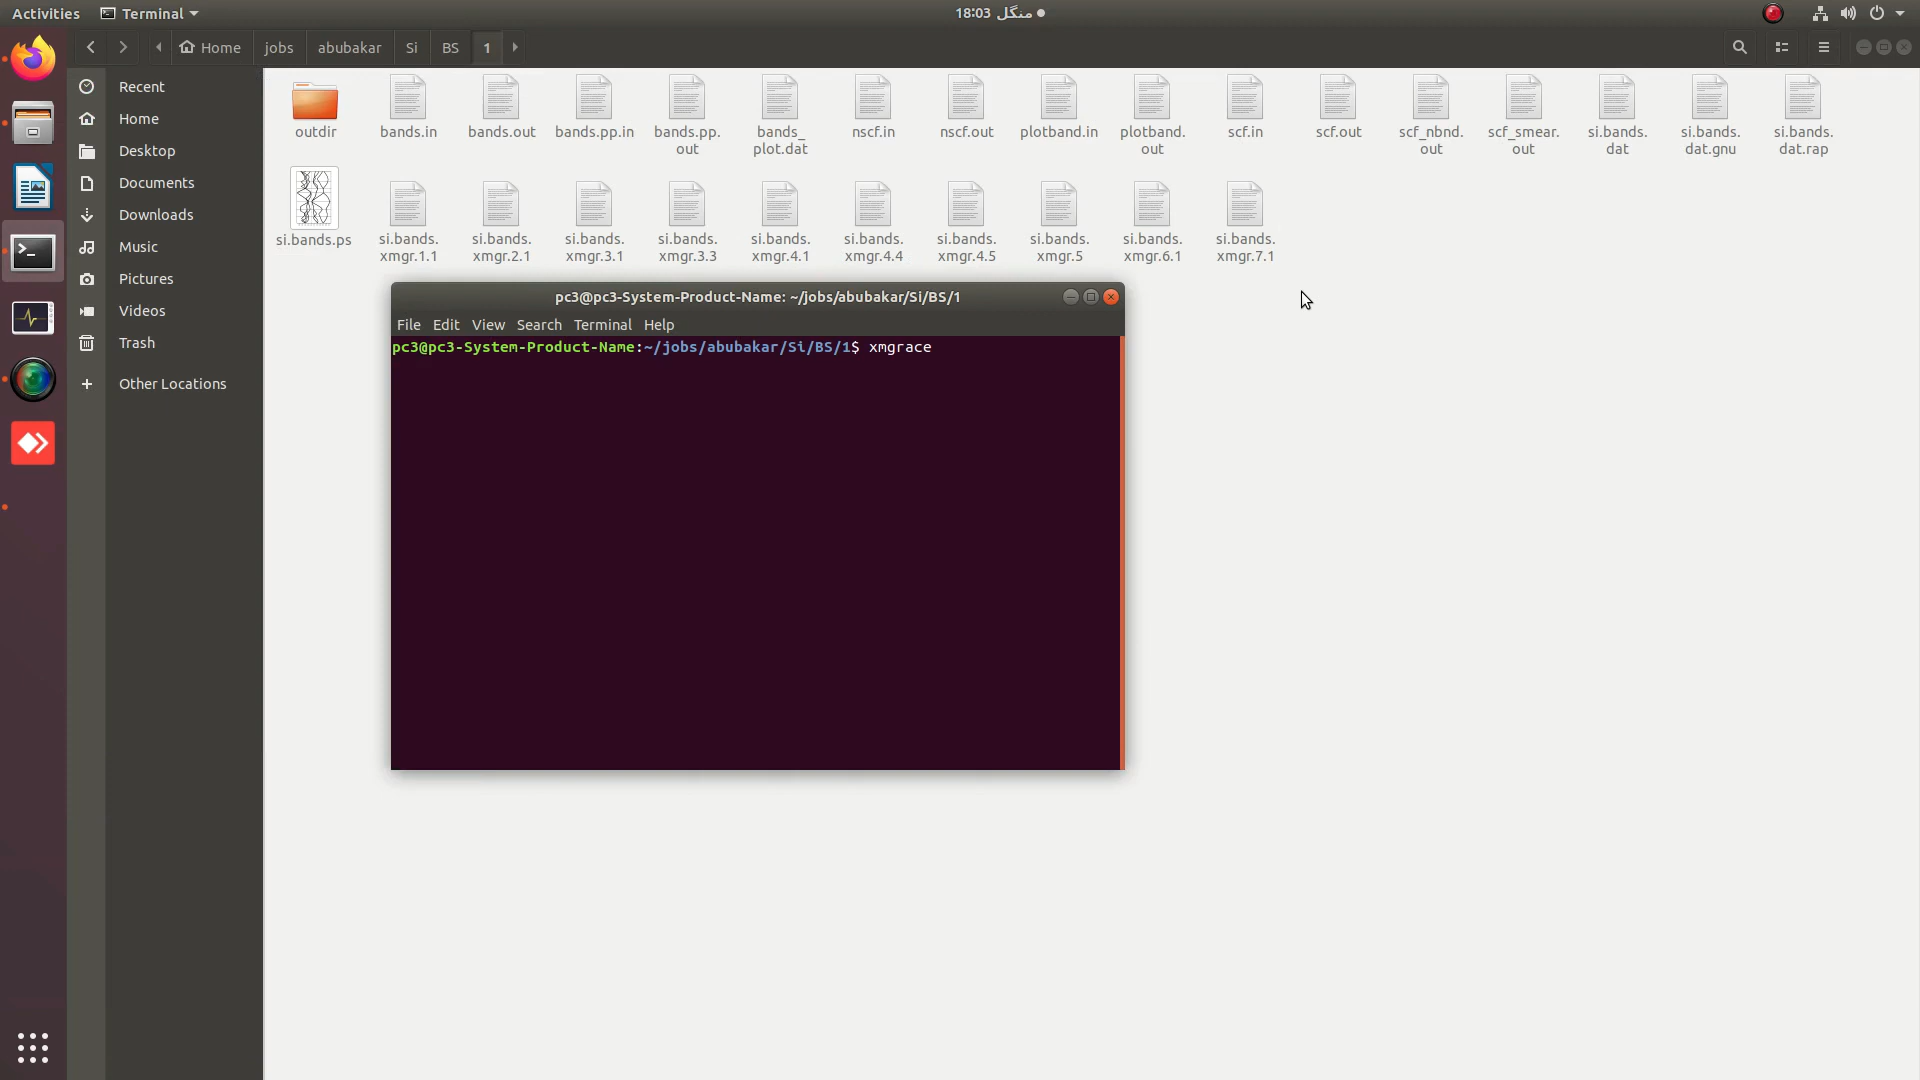 Activities Terminal منگل 18:03
Home jobs abubakar Si BS 1
Recent
Home
Desktop
Documents
Downloads
Music
Pictures
Videos
Trash
Other Locations
outdir bands.in bands.out bands.pp.in bands.pp. bands_ nscf.in nscf.out plotband.in plotband. scf.in scf.out scf_nbnd. scf_smear. si.bands. si.bands. si.bands.
out plot.dat out out out dat dat.gnu dat.rap
si.bands.ps si.bands. si.bands. si.bands. si.bands. si.bands. si.bands. si.bands. si.bands. si.bands. si.bands.
xmgr.1.1 xmgr.2.1 xmgr.3.1 xmgr.3.3 xmgr.4.1 xmgr.4.4 xmgr.4.5 xmgr.5 xmgr.6.1 xmgr.7.1
pc3@pc3-System-Product-Name: ~/jobs/abubakar/Si/BS/1
File Edit View Search Terminal Help
pc3@pc3-System-Product-Name:~/jobs/abubakar/Si/BS/1$ xmgrace